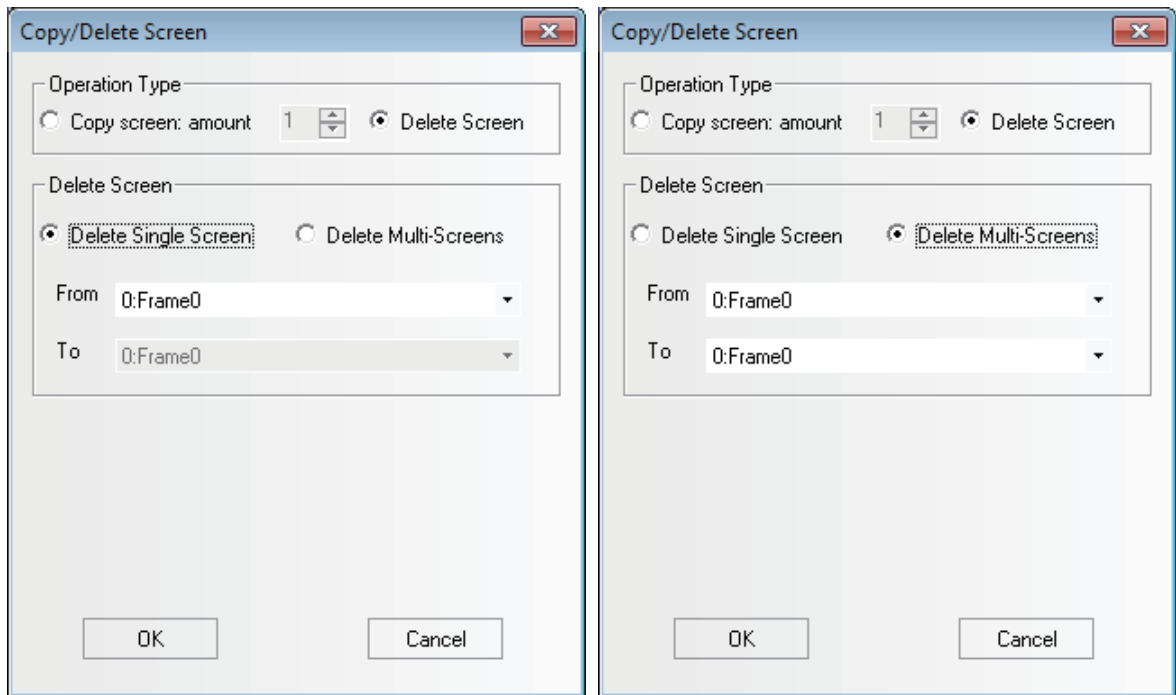 Copy/Delete Screen
Operation Type
Copy screen: amount 1 Delete Screen
Delete Screen
Delete Single Screen Delete Multi-Screens
From 0:Frame0
To 0:Frame0
OK Cancel
Copy/Delete Screen
Operation Type
Copy screen: amount 1 Delete Screen
Delete Screen
Delete Single Screen Delete Multi-Screens
From 0:Frame0
To 0:Frame0
OK Cancel